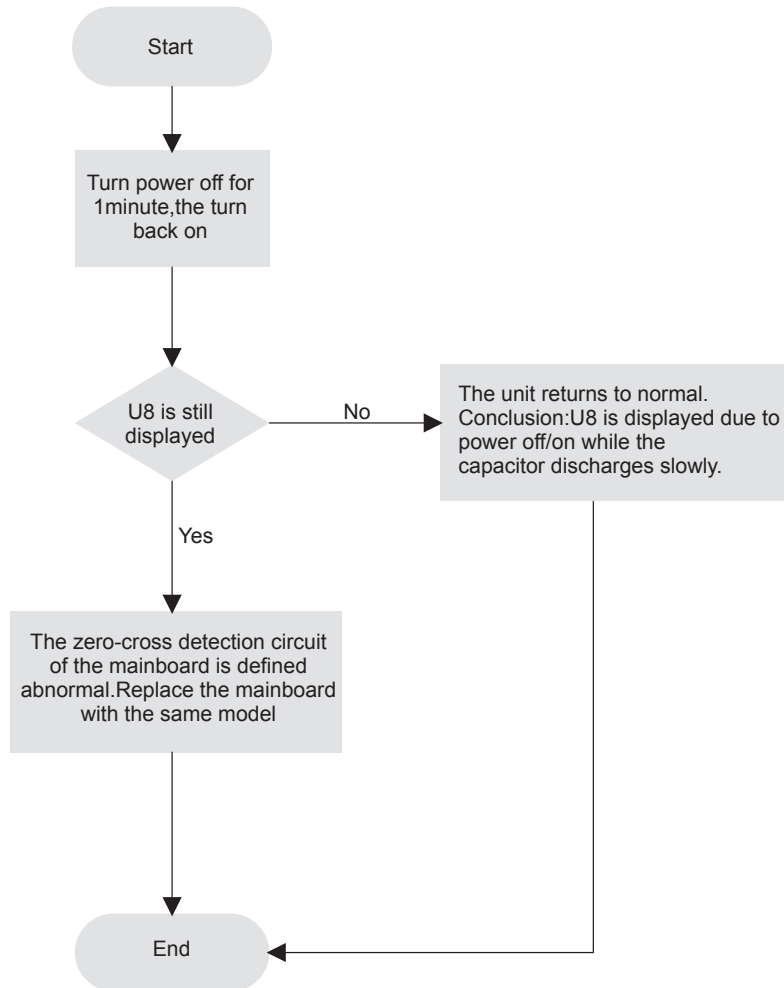 Start
Turn power off for
1minute,the turn
back on
U8 is still
displayed
No
The unit returns to normal.
Conclusion:U8 is displayed due to
power off/on while the
capacitor discharges slowly.
Yes
The zero-cross detection circuit
of the mainboard is defined
abnormal.Replace the mainboard
with the same model
End